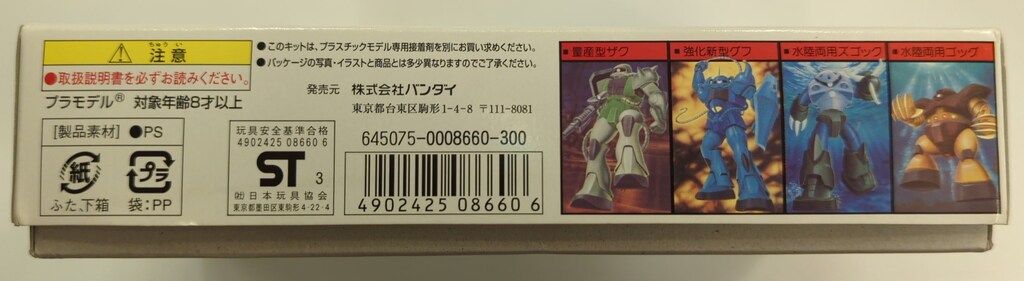 ちゅうい
注意
●取扱説明書を必ずお読みください。
プラモデル® 対象年齢8才以上
[製品素材] ●PS
紙
プラ
ふた、下箱 袋:PP
●このキットは、プラスチックモデル専用接着剤を別にお買い求めください。
●パッケージの写真・イラストと商品とは多少異なりますのでご了承ください。
発売元 株式会社バンダイ
東京都台東区駒形1-4-8 〒111-8081
玩具安全基準合格
4902425 08660 6
ST 3
㈳日本玩具協会
東京都墨田区東駒形4-22-4
645075-0008660-300
4902425 086606
■量産型ザク
■強化新型グフ
■水陸両用ズゴック
■水陸両用ゴッグ